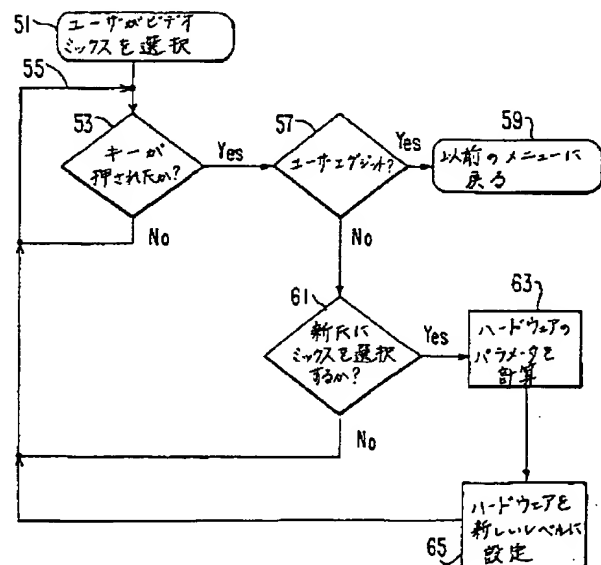 51
ユーザがビデオ
ミックスを選択
55
53
キーが
押されたか?
Yes
No
57
ユーザーエグジット?
Yes
No
59
以前のメニューに
戻る
61
新たに
ミックスを選択
するか?
Yes
No
63
ハードウェアの
パラメータを
計算
ハードウェアを
新しいレベルに
設定
65